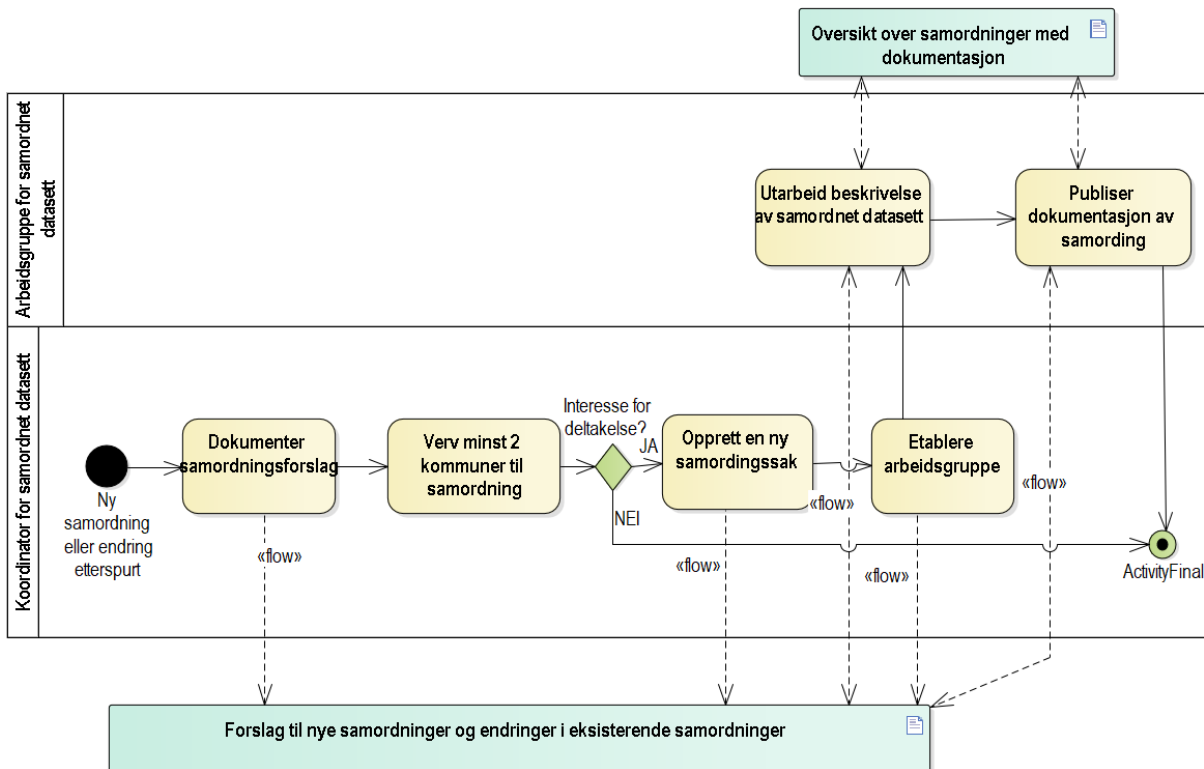 Oversikt over samordninger med
dokumentasjon
Arbeidsgruppe for samordnet
datasett
Utarbeid beskrivelse
av samordnet datasett
Publiser
dokumentasjon av
samording
Koordinator for samordnet datasett
Ny
samordning
eller endring
etterspurt
Dokumenter
samordningsforslag
Verv minst 2
kommuner til
samordning
Interesse for
deltakelse?
JA
NEI
Opprett en ny
samordingssak
Etablere
arbeidsgruppe
«flow»
«flow»
«flow»
«flow»
«flow»
ActivityFinal
Forslag til nye samordninger og endringer i eksisterende samordninger